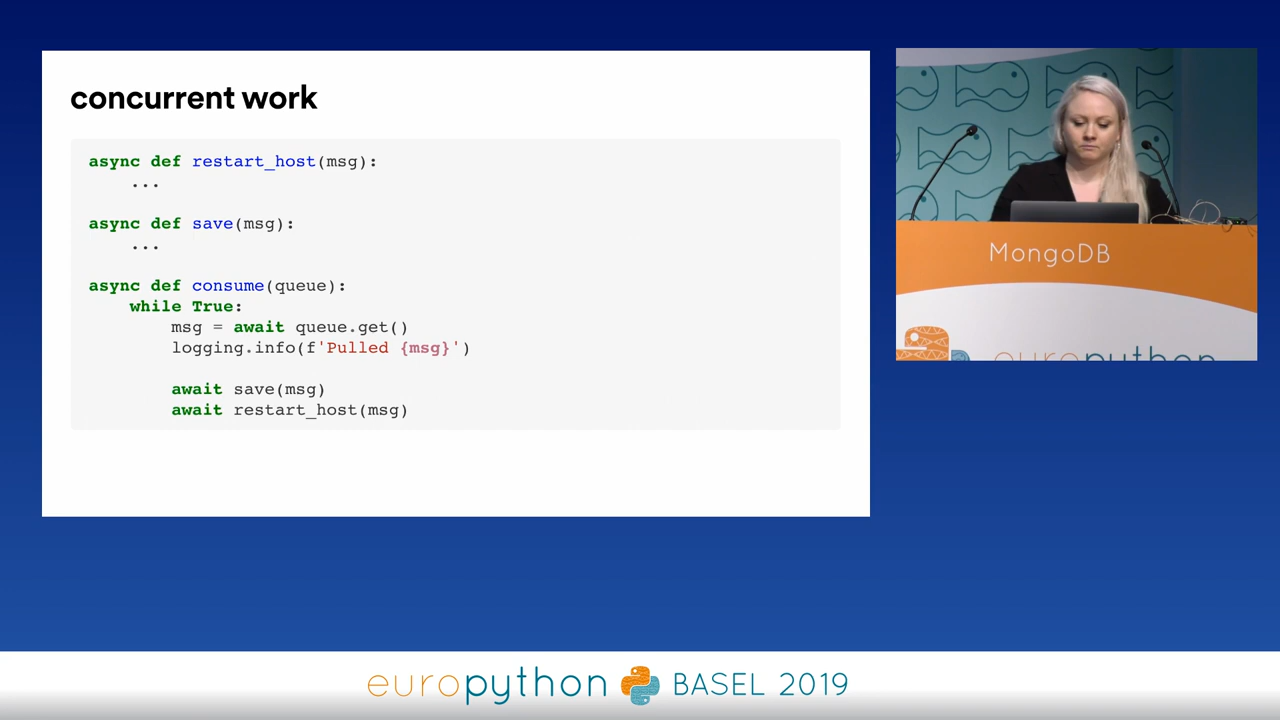 concurrent work
async def restart_host(msg):
    ...
async def save(msg):
    ...
async def consume(queue):
    while True:
        msg = await queue.get()
        logging.info(f'Pulled {msg}')
        await save(msg)
        await restart_host(msg)
MongoDB
europython
europython BASEL 2019